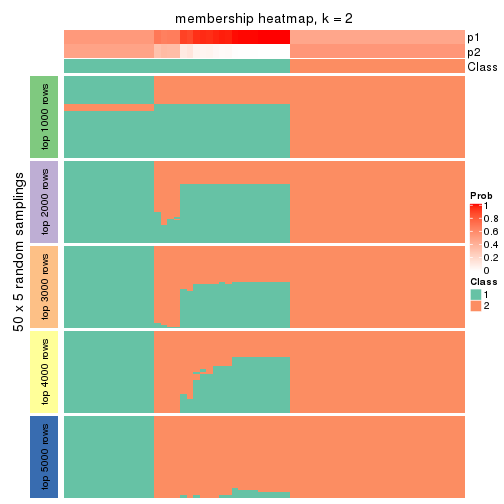 membership heatmap, k = 2
p1
p2
Class
50 x 5 random samplings
top 1000 rows
top 2000 rows
top 3000 rows
top 4000 rows
top 5000 rows
Prob
1
0.8
0.6
0.4
0.2
0
Class
1
2